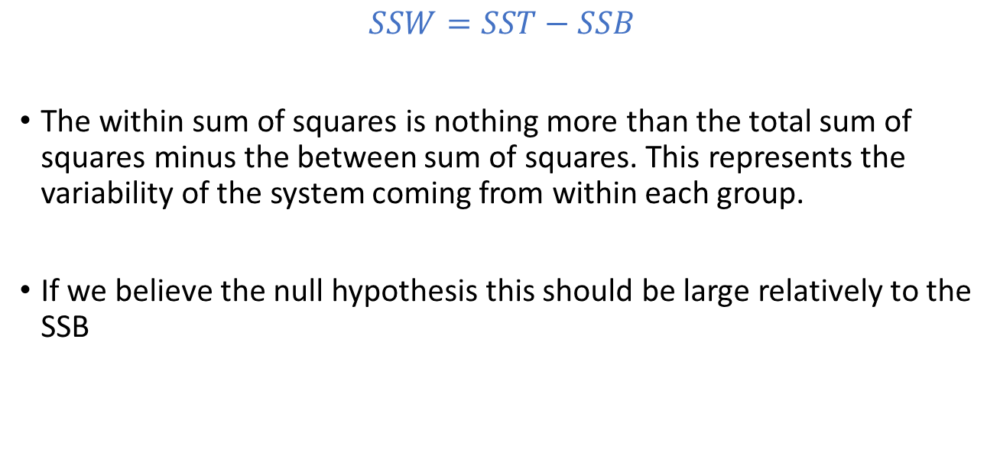 SSW = SST − SSB
• The within sum of squares is nothing more than the total sum of
squares minus the between sum of squares. This represents the
variability of the system coming from within each group.
• If we believe the null hypothesis this should be large relatively to the
SSB